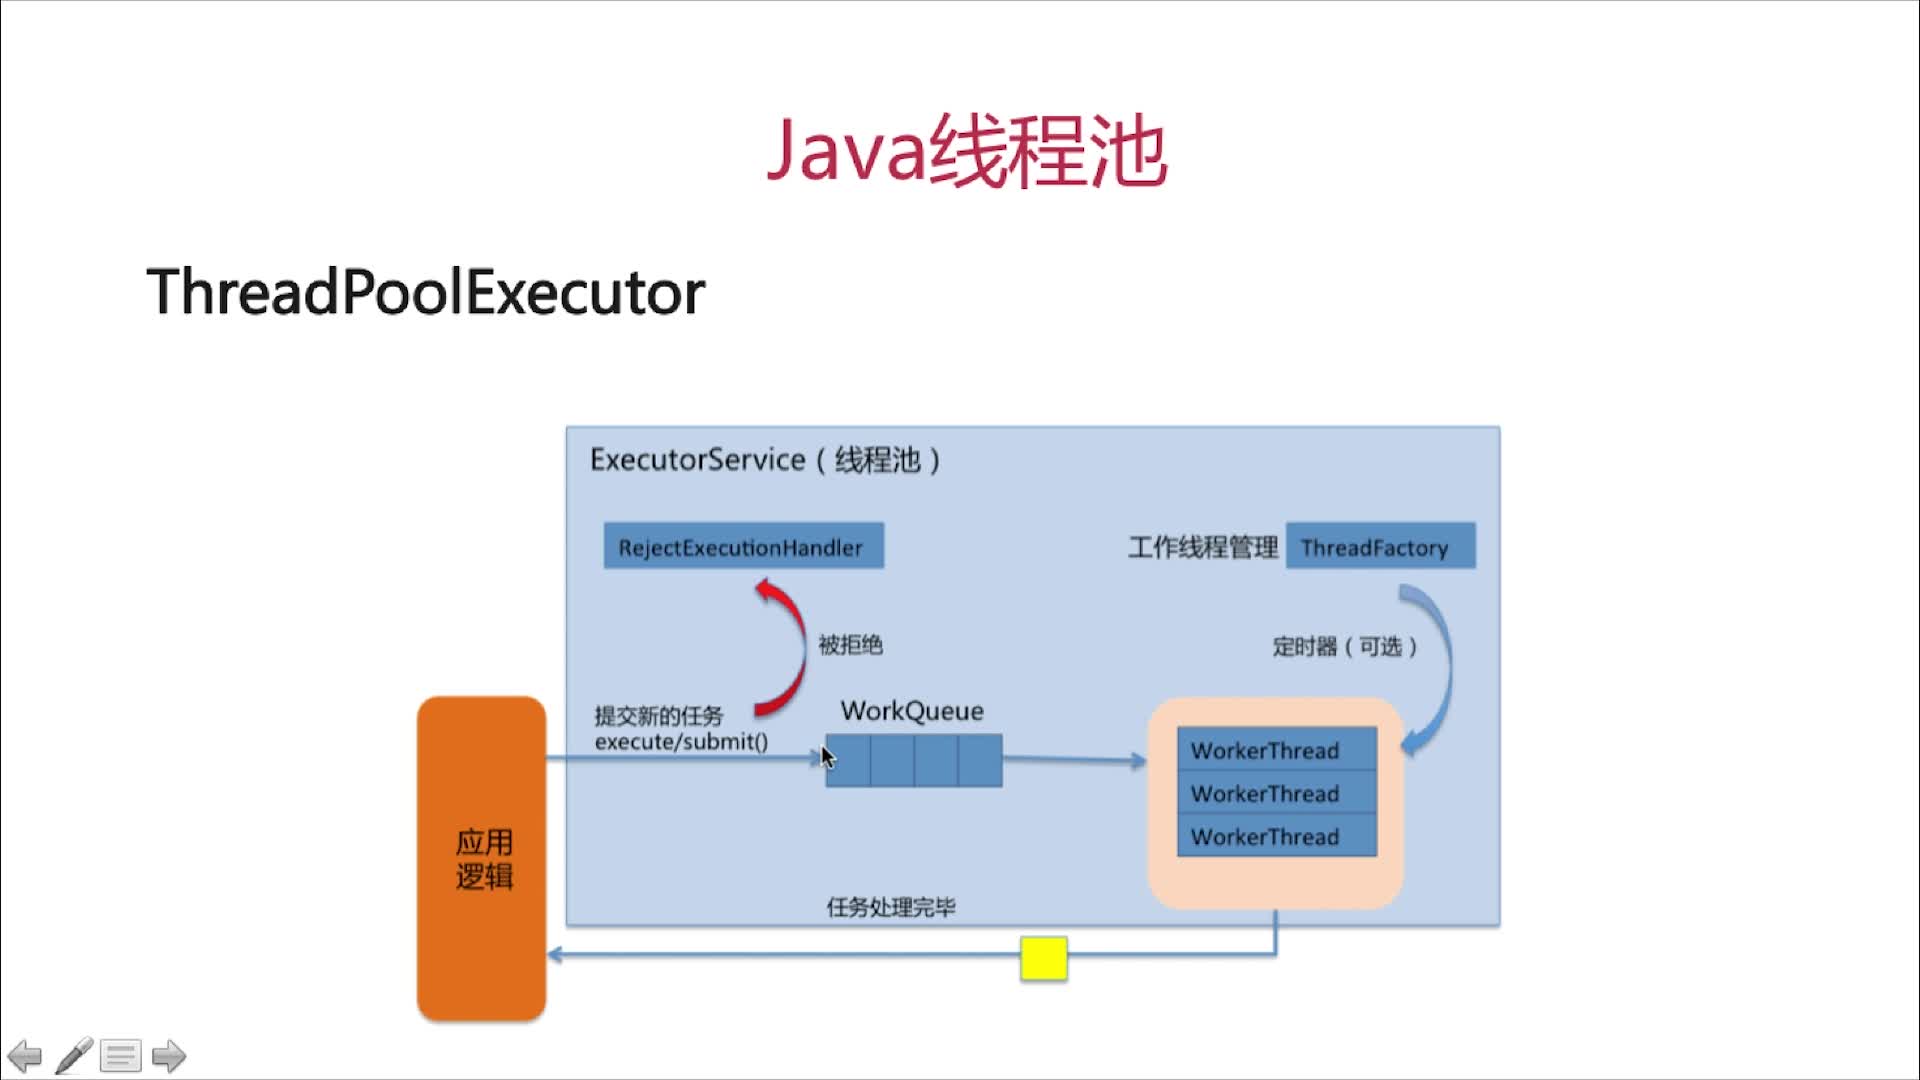 Java线程池
ThreadPoolExecutor
ExecutorService（线程池）
RejectExecutionHandler
工作线程管理
ThreadFactory
被拒绝
定时器（可选）
提交新的任务
execute/submit()
WorkQueue
WorkerThread
WorkerThread
WorkerThread
应用
逻辑
任务处理完毕